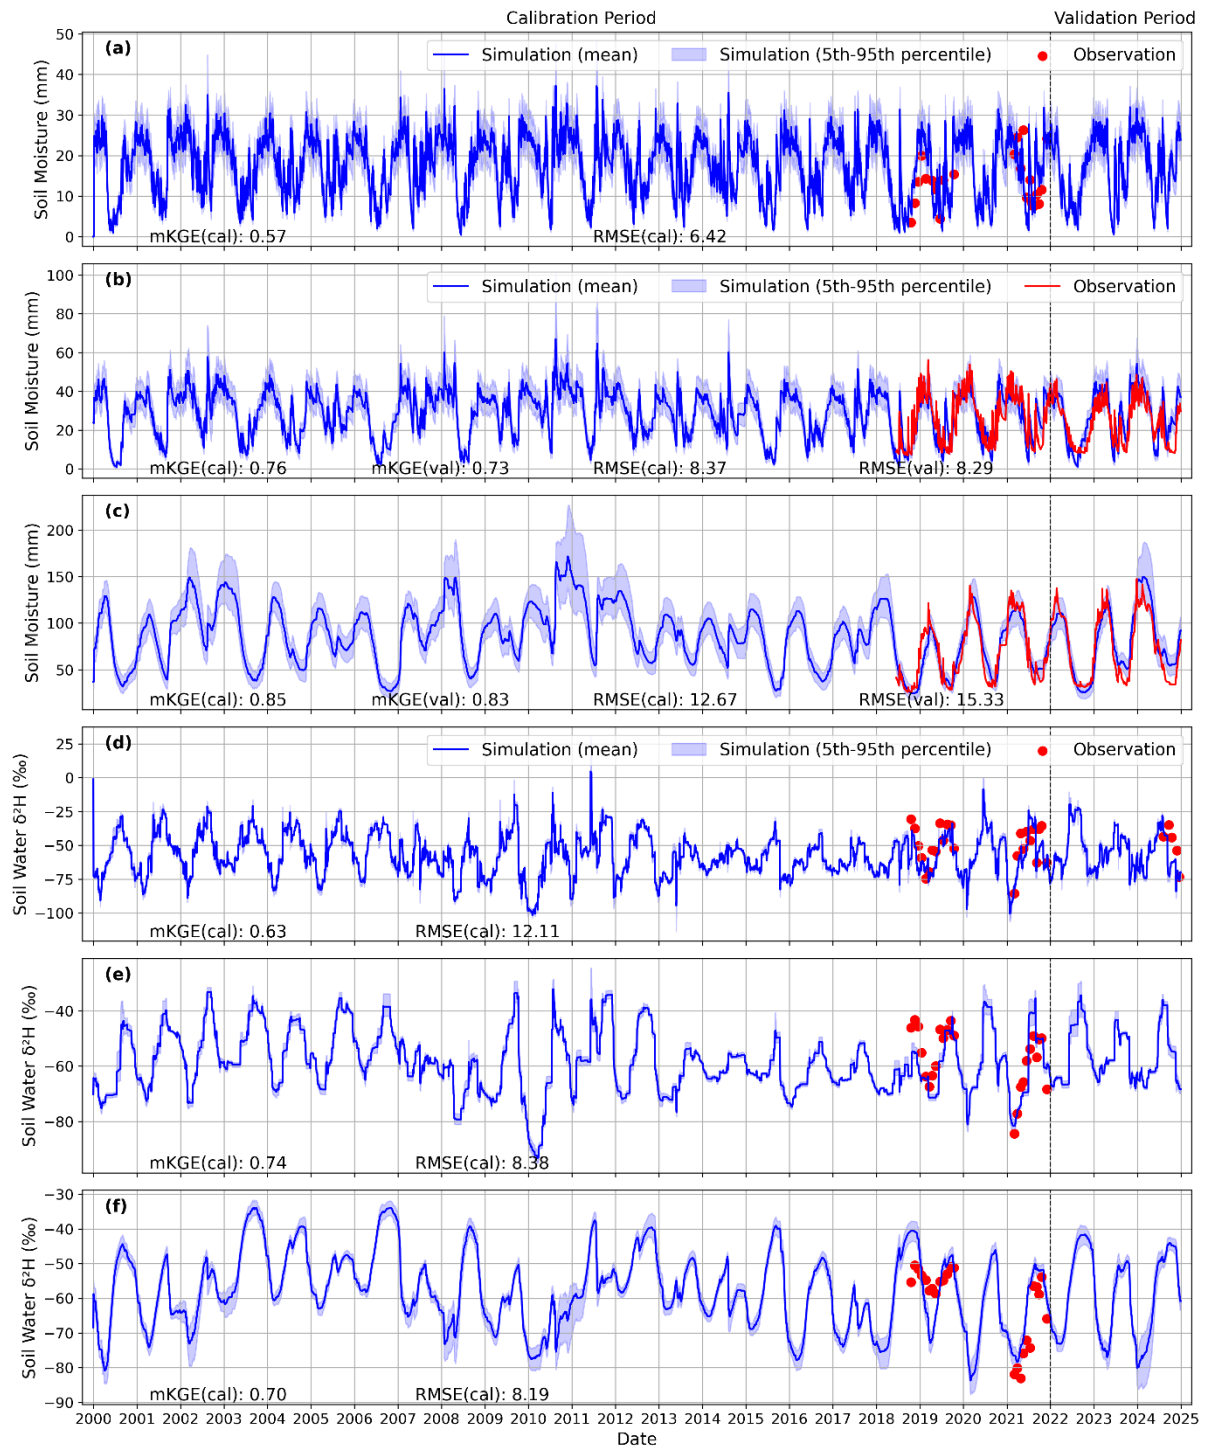 Calibration Period Validation Period
(a)
Simulation (mean) Simulation (5th-95th percentile) Observation
Soil Moisture (mm)
50
40
30
20
10
0
mKGE(cal): 0.57 RMSE(cal): 6.42
(b)
Simulation (mean) Simulation (5th-95th percentile) Observation
Soil Moisture (mm)
100
80
60
40
20
0
mKGE(cal): 0.76 mKGE(val): 0.73 RMSE(cal): 8.37 RMSE(val): 8.29
(c)
Soil Moisture (mm)
200
150
100
50
mKGE(cal): 0.85 mKGE(val): 0.83 RMSE(cal): 12.67 RMSE(val): 15.33
(d)
Simulation (mean) Simulation (5th-95th percentile) Observation
Soil Water δ²H (‰)
25
0
−25
−50
−75
−100
mKGE(cal): 0.63 RMSE(cal): 12.11
(e)
Soil Water δ²H (‰)
−40
−60
−80
mKGE(cal): 0.74 RMSE(cal): 8.38
(f)
Soil Water δ²H (‰)
−30
−40
−50
−60
−70
−80
−90
mKGE(cal): 0.70 RMSE(cal): 8.19
2000 2001 2002 2003 2004 2005 2006 2007 2008 2009 2010 2011 2012 2013 2014 2015 2016 2017 2018 2019 2020 2021 2022 2023 2024 2025
Date